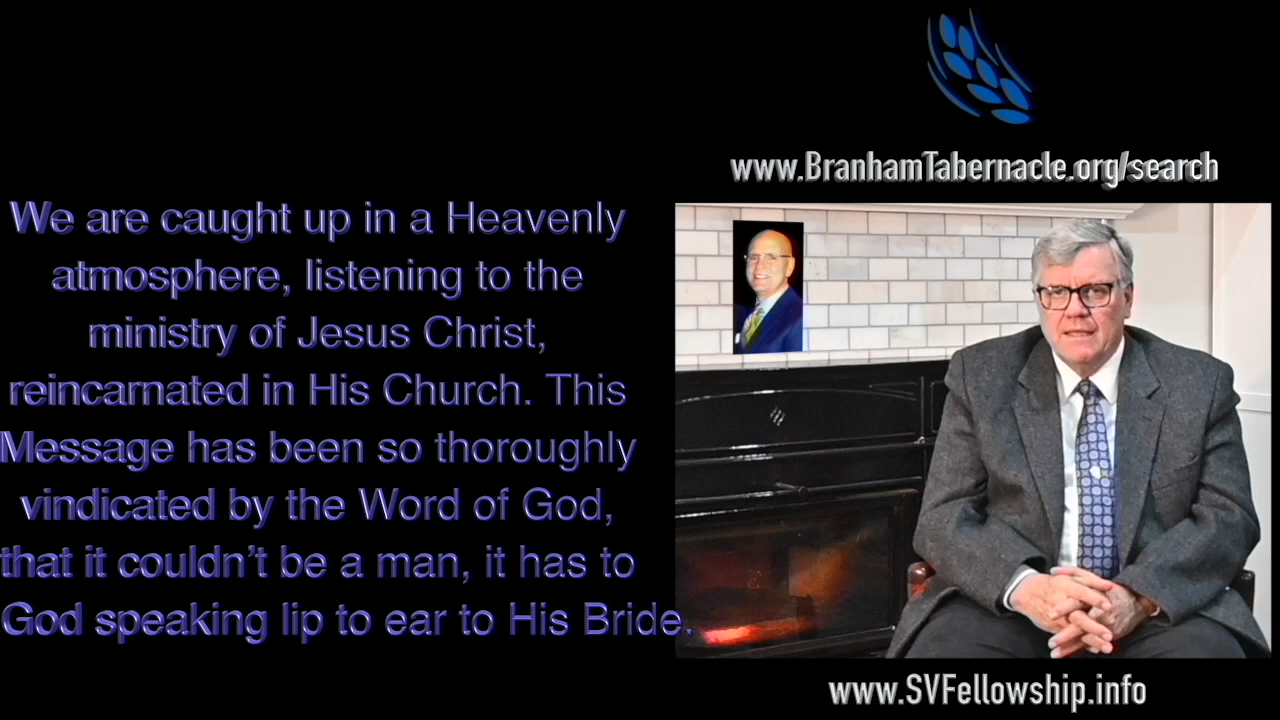 We are caught up in a Heavenly
atmosphere, listening to the
ministry of Jesus Christ,
reincarnated in His Church. This
Message has been so thoroughly
vindicated by the Word of God,
that it couldn't be a man, it has to
God speaking lip to ear to His Bride.
www.BranhamTabernacle.org/search
www.SVFellowship.info